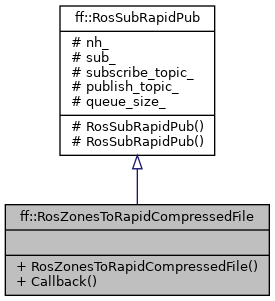 ff::RosSubRapidPub
# nh_
# sub_
# subscribe_topic_
# publish_topic_
# queue_size_
# RosSubRapidPub()
# RosSubRapidPub()
ff::RosZonesToRapidCompressedFile
+ RosZonesToRapidCompressedFile()
+ Callback()